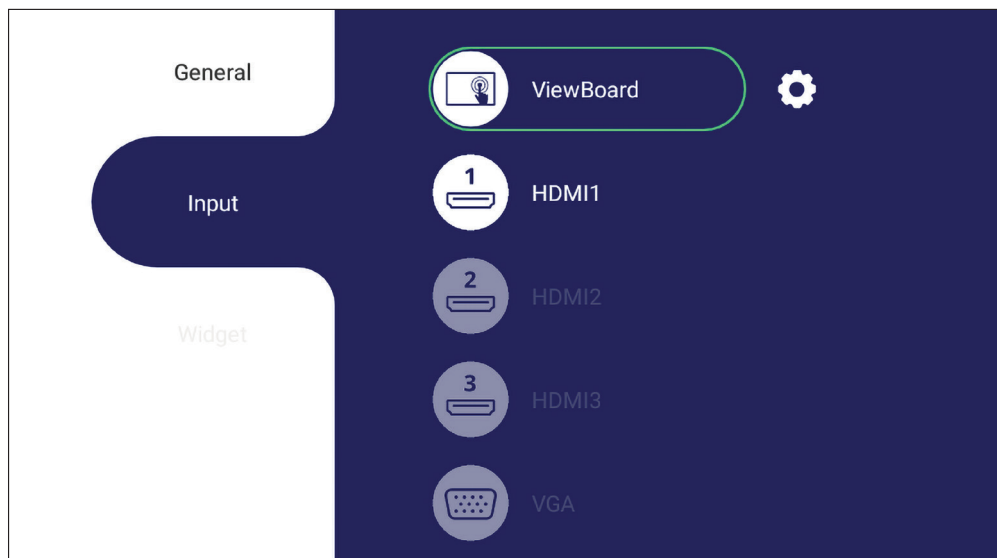 General
Input
Widget
ViewBoard
1
HDMI1
2
HDMI2
3
HDMI3
VGA